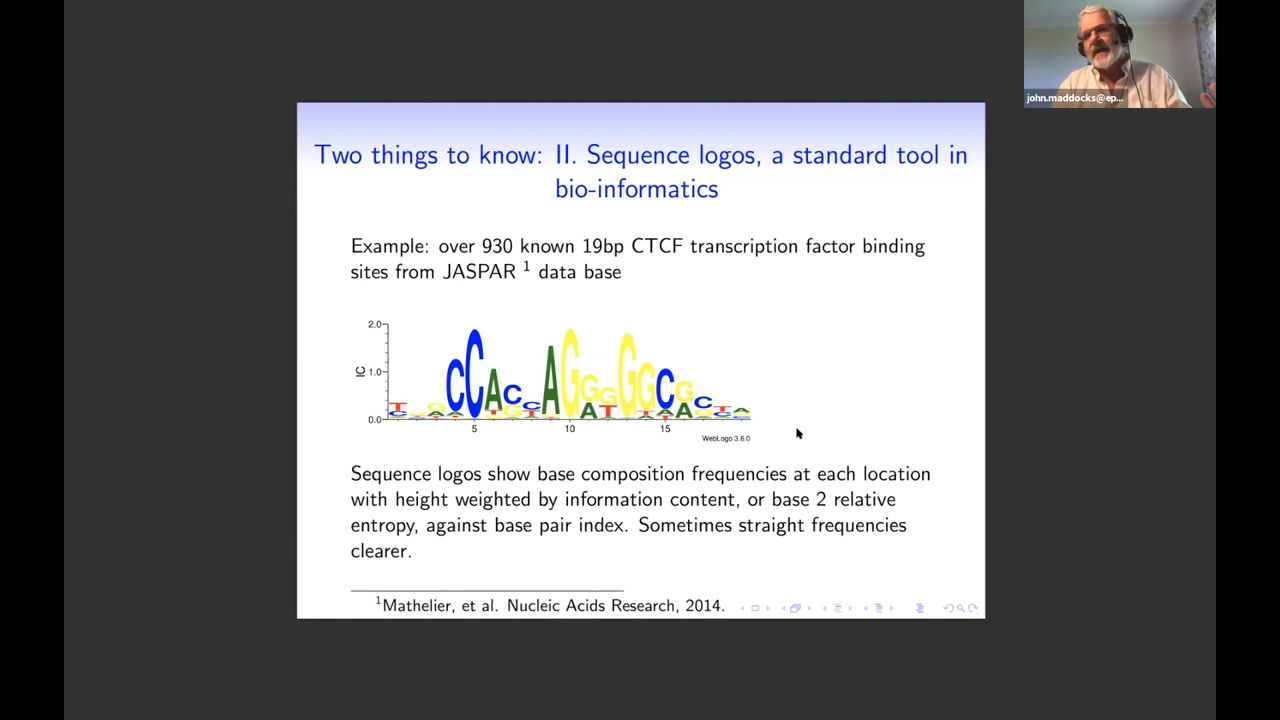 john.maddocks@ep...
Two things to know: II. Sequence logos, a standard tool in
bio-informatics
Example: over 930 known 19bp CTCF transcription factor binding
sites from JASPAR 1 data base
2.0
IC
1.0
0.0
5 10 15
WebLogo 3.6.0
Sequence logos show base composition frequencies at each location
with height weighted by information content, or base 2 relative
entropy, against base pair index. Sometimes straight frequencies
clearer.
1Mathelier, et al. Nucleic Acids Research, 2014.